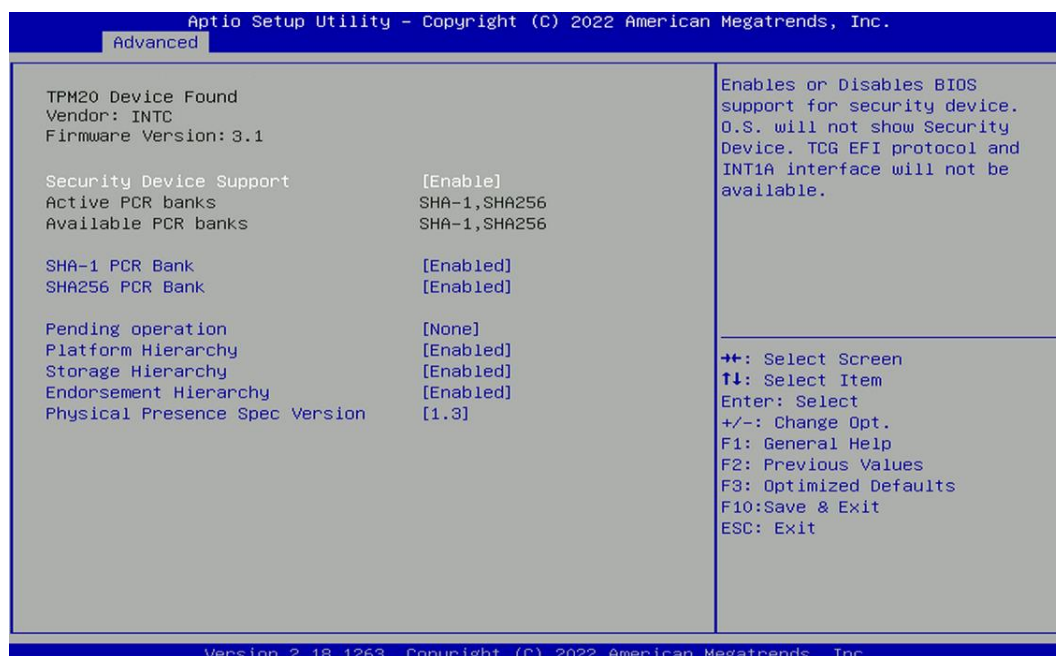 Aptio Setup Utility – Copyright (C) 2022 American Megatrends, Inc.
Advanced
TPM20 Device Found
Vendor: INTC
Firmware Version: 3.1
Security Device Support [Enable]
Active PCR banks SHA-1,SHA256
Available PCR banks SHA-1,SHA256
SHA-1 PCR Bank [Enabled]
SHA256 PCR Bank [Enabled]
Pending operation [None]
Platform Hierarchy [Enabled]
Storage Hierarchy [Enabled]
Endorsement Hierarchy [Enabled]
Physical Presence Spec Version [1.3]
Enables or Disables BIOS
support for security device.
O.S. will not show Security
Device. TCG EFI protocol and
INT1A interface will not be
available.
→←: Select Screen
↑↓: Select Item
Enter: Select
+/-: Change Opt.
F1: General Help
F2: Previous Values
F3: Optimized Defaults
F10:Save & Exit
ESC: Exit
Version 2.18.1263. Copyright (C) 2022 American Megatrends, Inc.